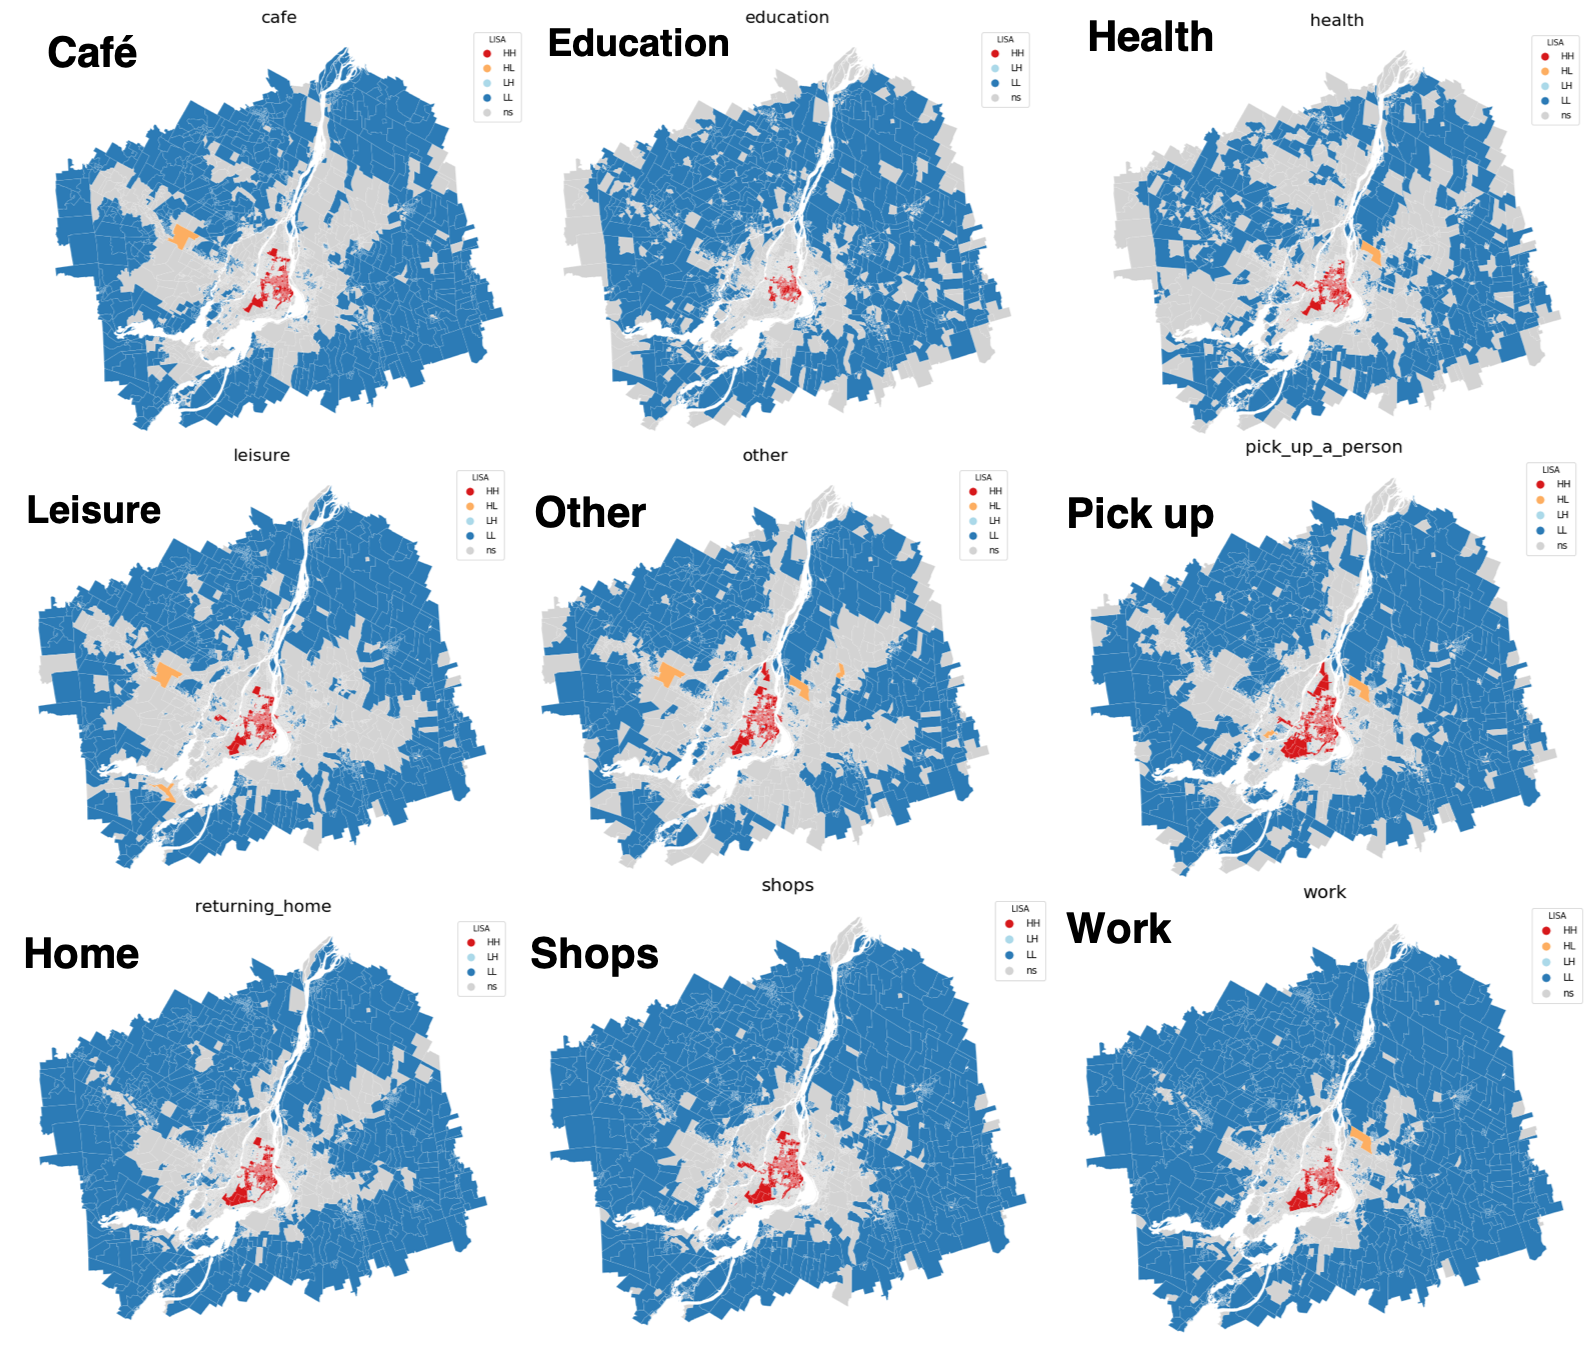 cafe
Café
LISA
HH
HL
LH
LL
ns
education
Education
LISA
HH
LH
LL
ns
health
Health
LISA
HH
HL
LH
LL
ns
leisure
Leisure
LISA
HH
HL
LH
LL
ns
other
Other
LISA
HH
HL
LH
LL
ns
pick_up_a_person
Pick up
LISA
HH
HL
LH
LL
ns
returning_home
Home
LISA
HH
LH
LL
ns
shops
Shops
LISA
HH
LH
LL
ns
work
Work
LISA
HH
HL
LH
LL
ns